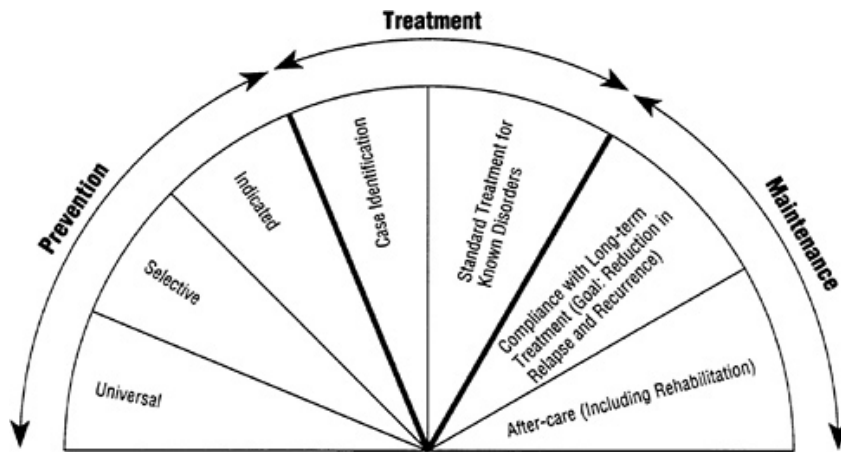 Treatment
Prevention
Maintenance
Universal
Selective
Indicated
Case Identification
Standard Treatment for
Known Disorders
Compliance with Long-term
Treatment (Goal: Reduction in
Relapse and Recurrence)
After-care (Including Rehabilitation)